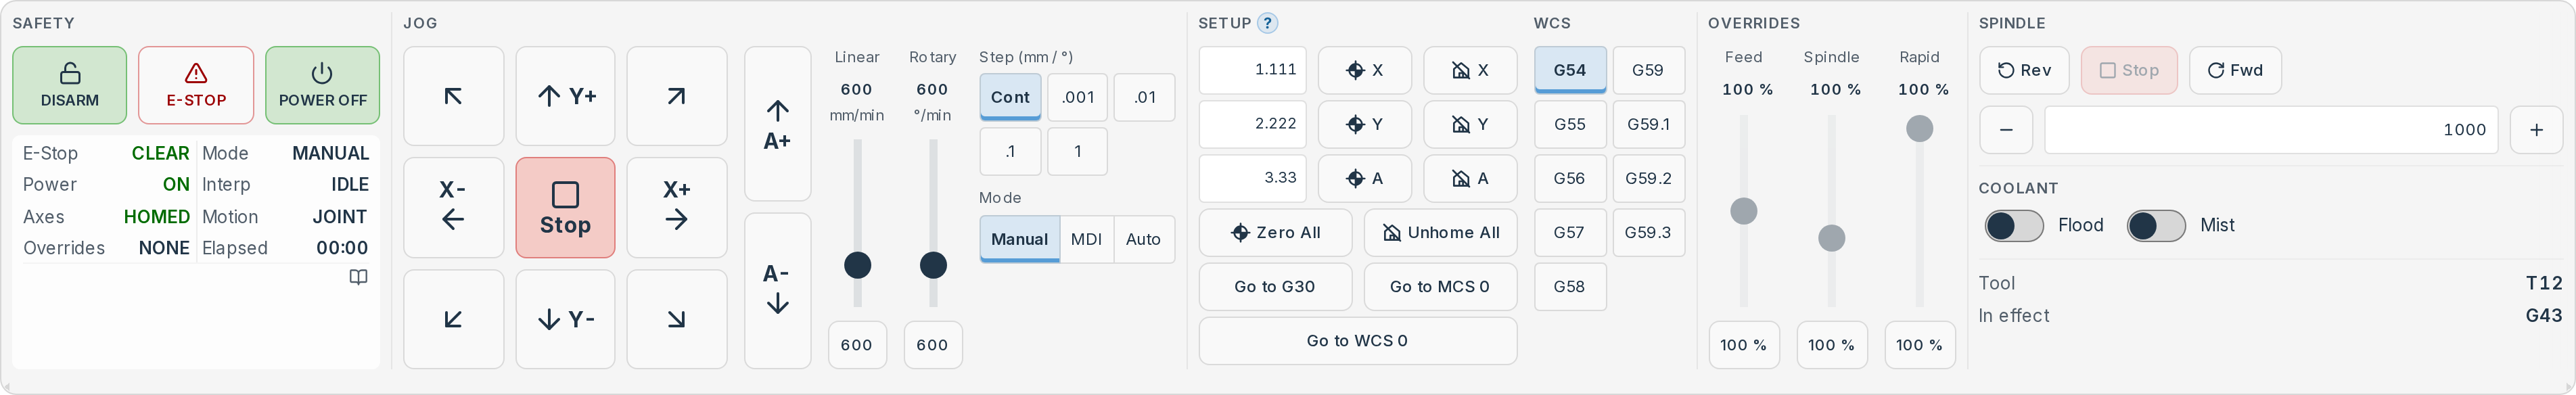 SAFETY
DISARM
E-STOP
POWER OFF
E-Stop CLEAR
Power ON
Axes HOMED
Overrides NONE
Mode MANUAL
Interp IDLE
Motion JOINT
Elapsed 00:00
JOG
Y+
X-
Stop
X+
Y-
A+
A-
Linear
600
mm/min
600
Rotary
600
°/min
600
Step (mm / °)
Cont .001 .01
.1 1
Mode
Manual MDI Auto
SETUP ?
1.111 X X
2.222 Y Y
3.33 A A
Zero All Unhome All
Go to G30 Go to MCS 0
Go to WCS 0
WCS
G54 G59
G55 G59.1
G56 G59.2
G57 G59.3
G58
OVERRIDES
Feed Spindle Rapid
100 % 100 % 100 %
100 % 100 % 100 %
SPINDLE
Rev Stop Fwd
− 1000 +
COOLANT
Flood Mist
Tool T12
In effect G43